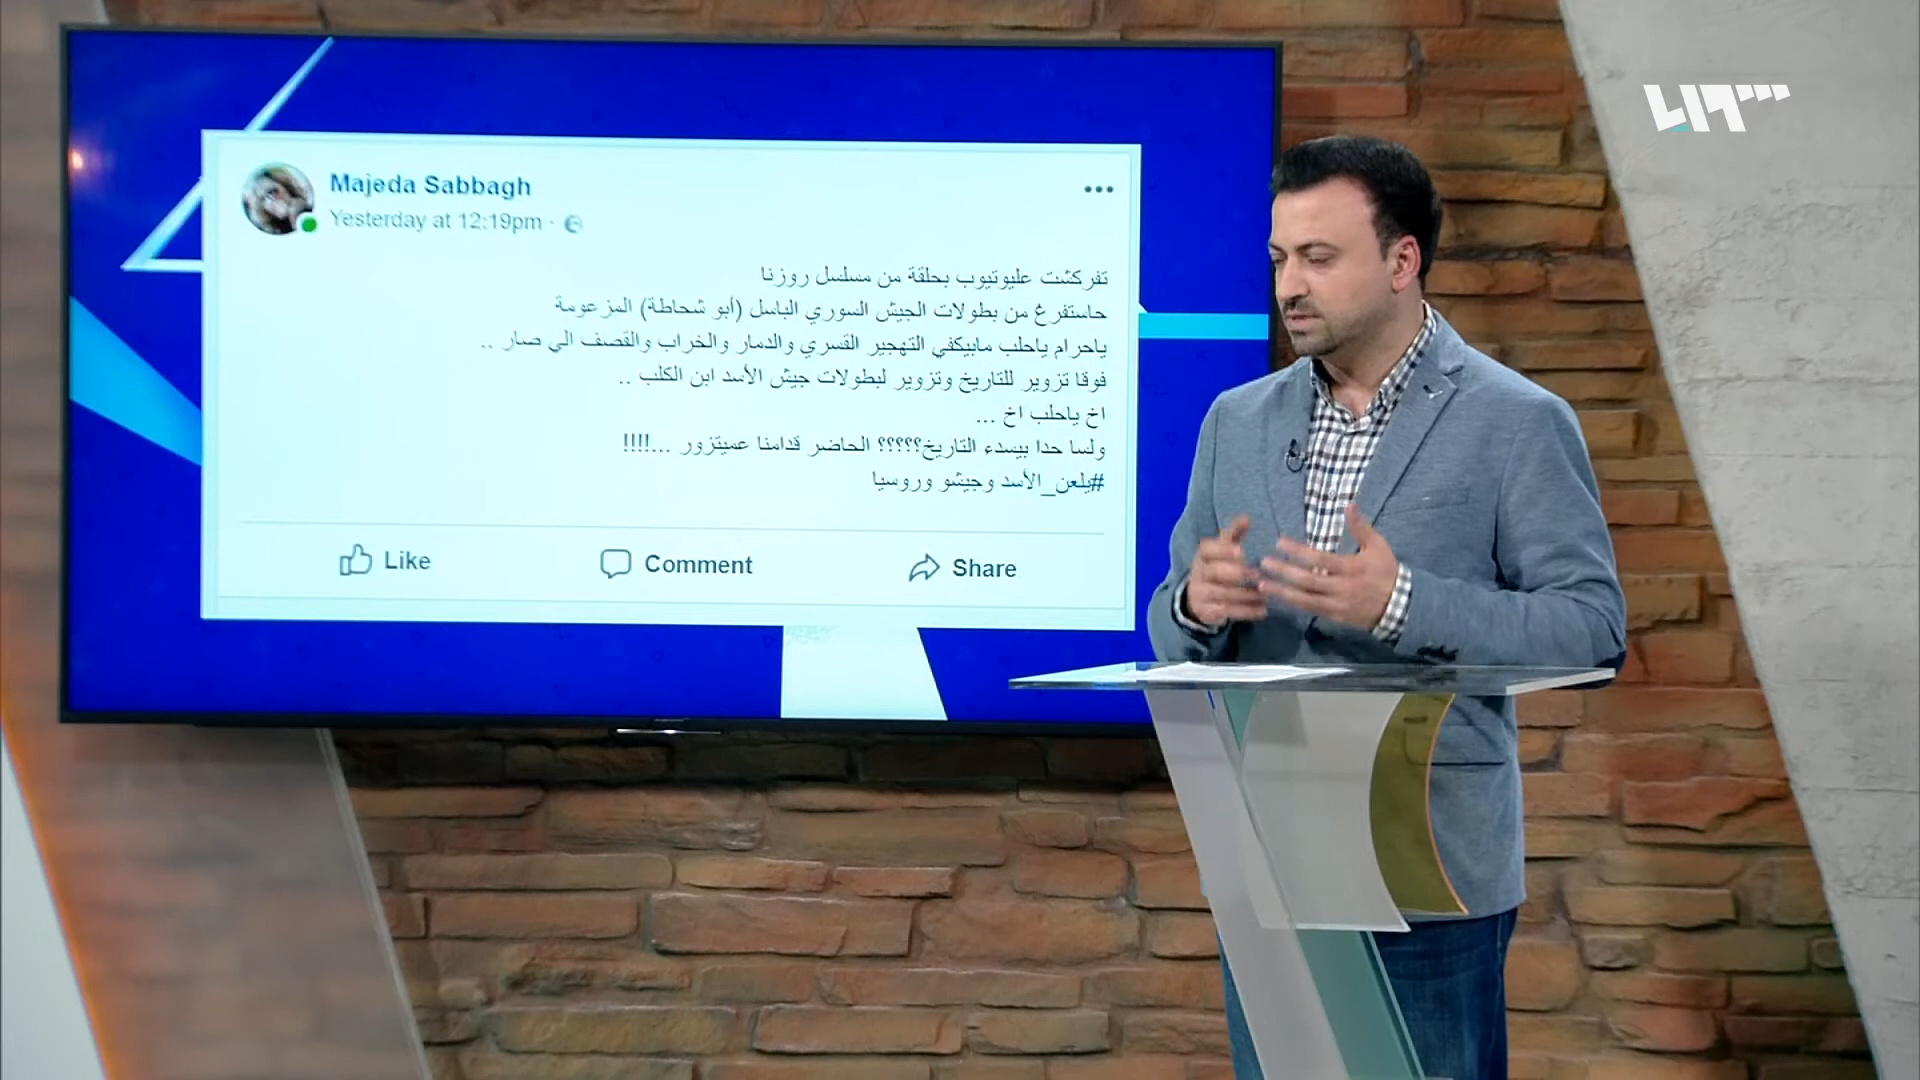 سوريا
Majeda Sabbagh
Yesterday at 12:19pm ·
تفركشت عليوتيوب بحلقة من مسلسل روزنا
حاستفرغ من بطولات الجيش السوري الباسل (أبو شحاطة) المزعومة
ياحرام ياحلب مابيكفي التهجير القسري والدمار والخراب والقصف الي صار ..
فوقا تزوير للتاريخ وتزوير لبطولات جيش الأسد ابن الكلب ..
اخ ياحلب اخ ...
ولسا حدا بيسدء التاريخ؟؟؟؟؟ الحاضر قدامنا عميتزور ...!!!!
#يلعن_الأسد وجيشو وروسيا
Like
Comment
Share